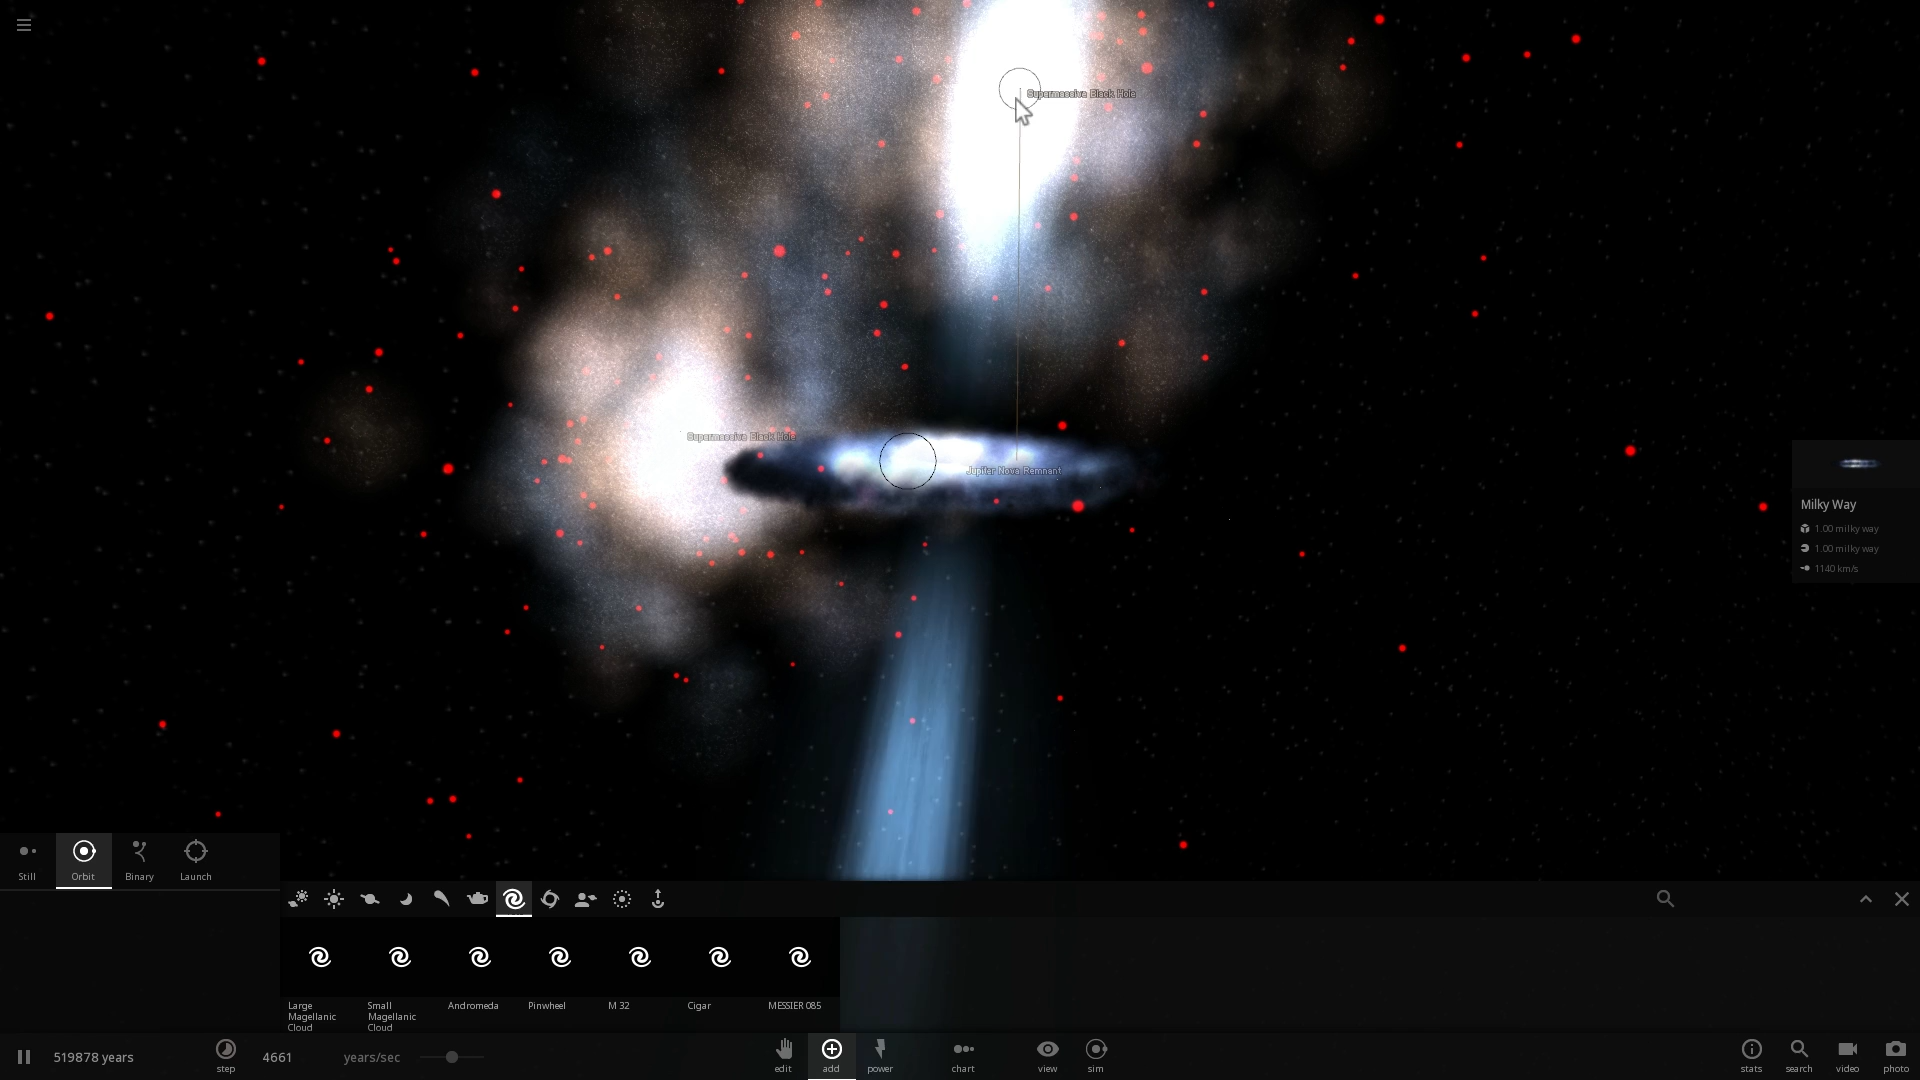 Supermassive Black Hole
Supermassive Black Hole
Jupiter Nova Remnant
Milky Way
1.00 milky way
1.00 milky way
1140 km/s
Still
Orbit
Binary
Launch
Large
Magellanic
Cloud
Small
Magellanic
Cloud
Andromeda
Pinwheel
M 32
Cigar
MESSIER 085
519878 years
step
4661
years/sec
edit
add
power
chart
view
sim
stats
search
video
photo